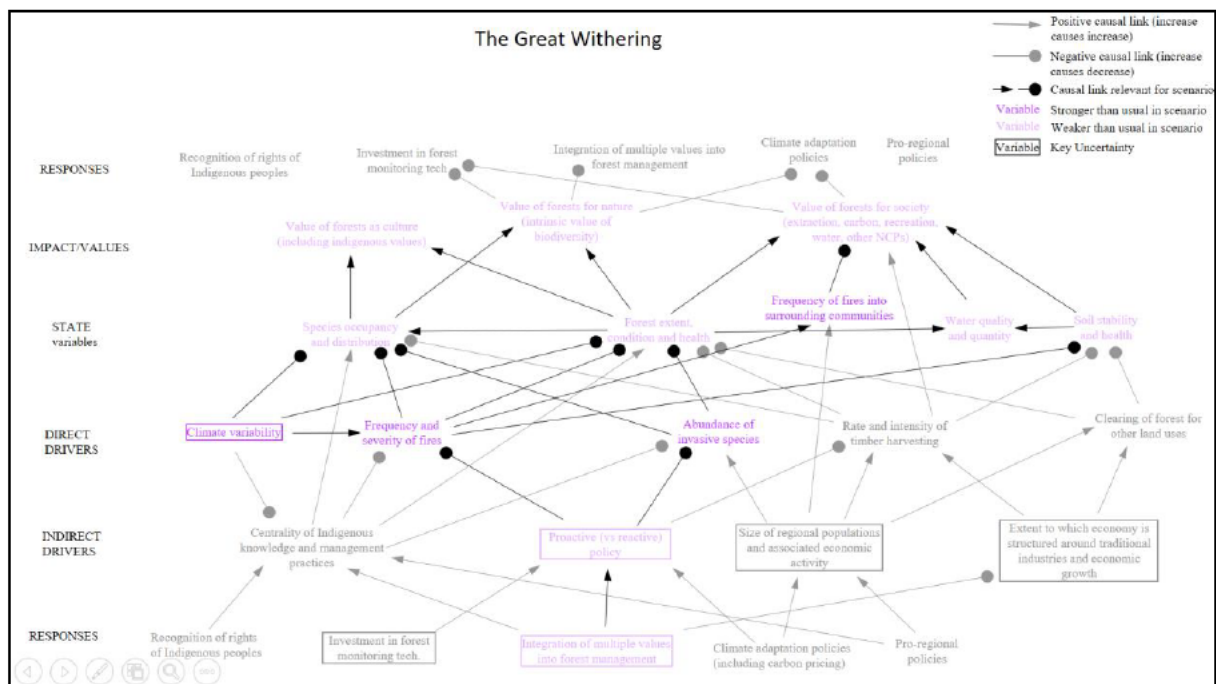 The Great Withering
Positive causal link (increase
causes increase)
Negative causal link (increase
causes decrease)
Causal link relevant for scenario
Variable Stronger than usual in scenario
Variable Weaker than usual in scenario
Variable Key Uncertainty
RESPONSES
Recognition of rights of
Indigenous peoples
Investment in forest
monitoring tech.
Integration of multiple values into
forest management
Climate adaptation
policies
Pro-regional
policies
IMPACT/VALUES
Value of forests as culture
(including indigenous values)
Value of forests for nature
(intrinsic value of
biodiversity)
Value of forests for society
(extraction, carbon, recreation,
water, other NCPs)
STATE
variables
Species occupancy
and distribution
Forest extent,
condition and health
Frequency of fires into
surrounding communities
Water quality
and quantity
Soil stability
and health
DIRECT
DRIVERS
Climate variability
Frequency and
severity of fires
Abundance of
invasive species
Rate and intensity of
timber harvesting
Clearing of forest for
other land uses
INDIRECT
DRIVERS
Centrality of Indigenous
knowledge and management
practices
Proactive (vs reactive)
policy
Size of regional populations
and associated economic
activity
Extent to which economy is
structured around traditional
industries and economic
growth
RESPONSES
Recognition of rights
of Indigenous peoples
Investment in forest
monitoring tech.
Integration of multiple values
into forest management
Climate adaptation policies
(including carbon pricing)
Pro-regional
policies